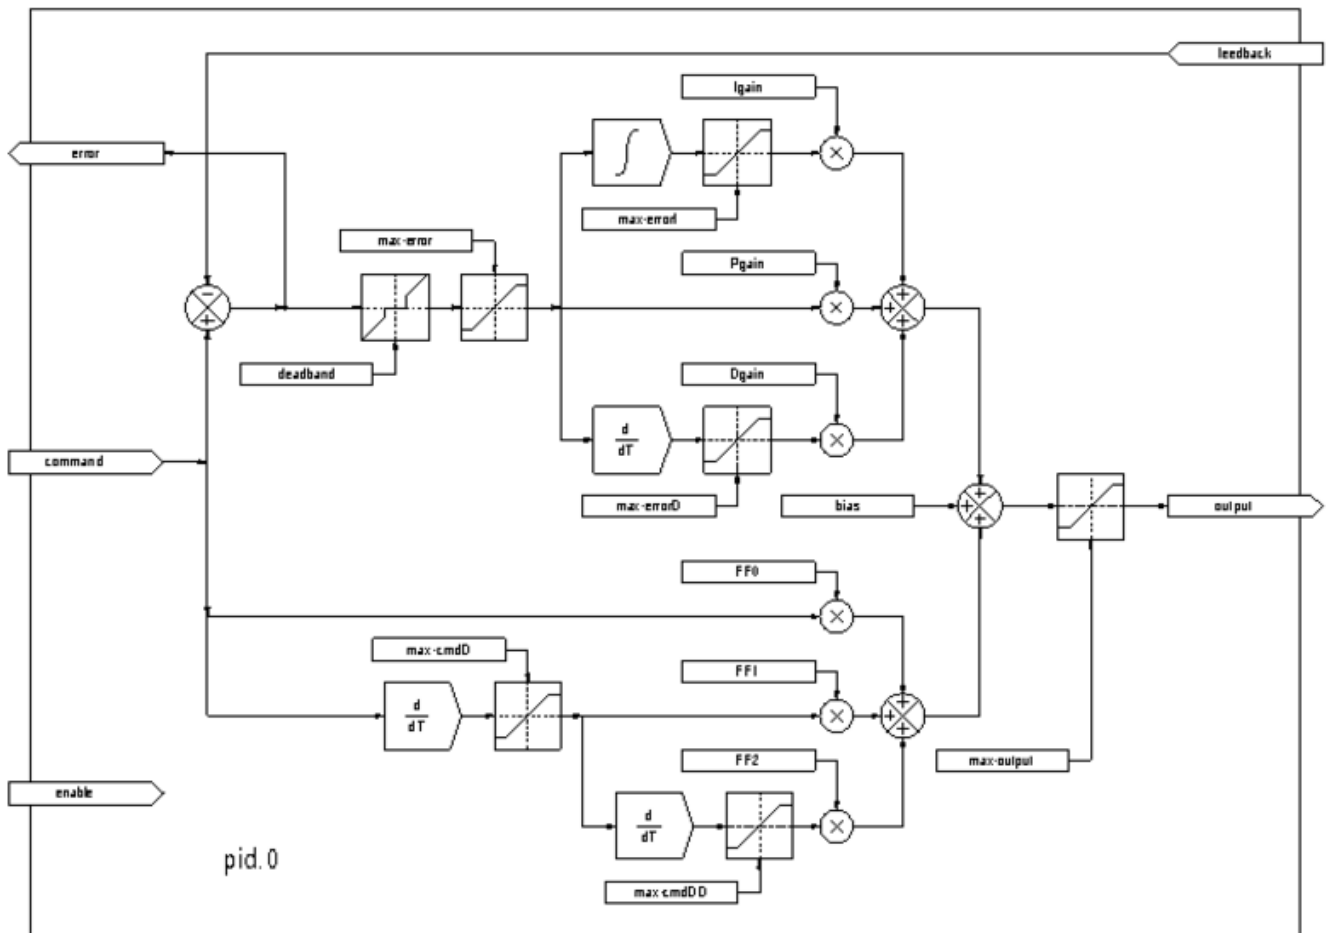 feedback
Igain
error
max-errorI
max-error
Pgain
deadband
Dgain
d
dT
command
max-errorD
bias
output
FF0
max-cmdD
FF1
d
dT
FF2
max-output
enable
d
dT
pid.0
max-cmdDD